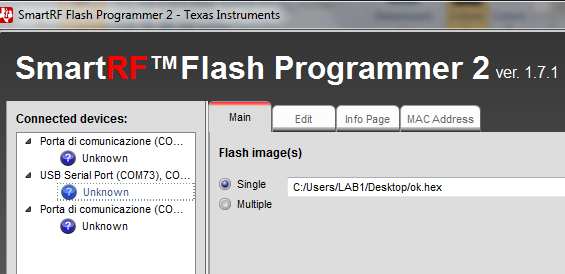 SmartRF Flash Programmer 2 - Texas Instruments
SmartRF™Flash Programmer 2 ver. 1.7.1
Connected devices:
Porta di comunicazione (CO...
Unknown
USB Serial Port (COM73), CO...
Unknown
Porta di comunicazione (CO...
Unknown
Main
Edit
Info Page
MAC Address
Flash image(s)
Single
C:/Users/LAB1/Desktop/ok.hex
Multiple